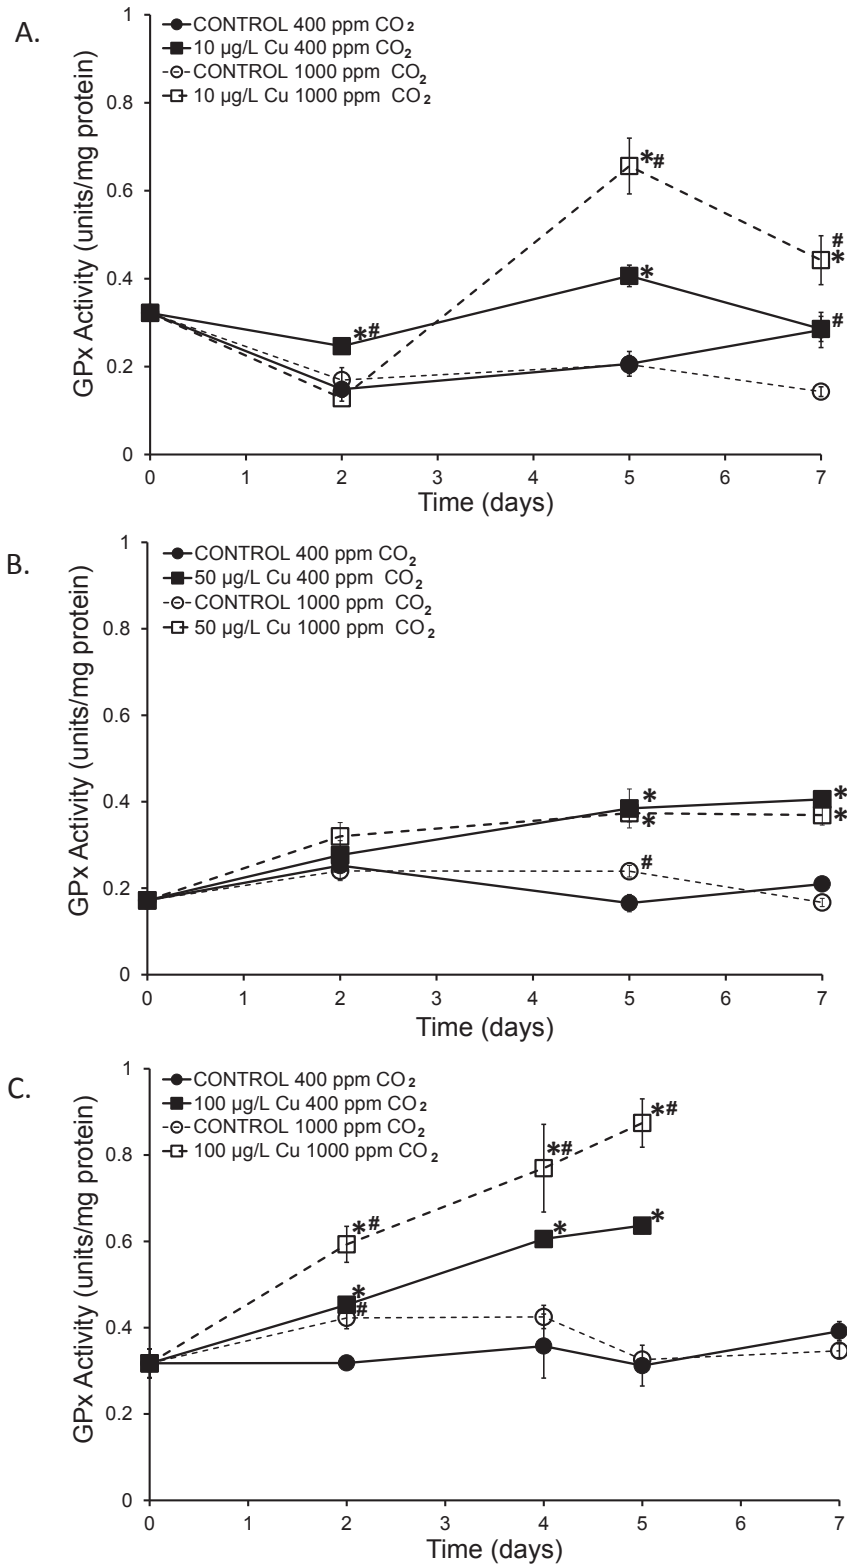 A.
GPx Activity (units/mg protein)
1
0.8
0.6
0.4
0.2
0
CONTROL 400 ppm CO₂
10 µg/L Cu 400 ppm CO₂
CONTROL 1000 ppm CO₂
10 µg/L Cu 1000 ppm CO₂
*#
*
*#
#
*
#
0 1 2 3 4 5 6 7
Time (days)
B.
GPx Activity (units/mg protein)
1
0.8
0.6
0.4
0.2
0
CONTROL 400 ppm CO₂
50 µg/L Cu 400 ppm CO₂
CONTROL 1000 ppm CO₂
50 µg/L Cu 1000 ppm CO₂
*
*
#
*
*
0 1 2 3 4 5 6 7
Time (days)
C.
GPx Activity (units/mg protein)
1
0.8
0.6
0.4
0.2
0
CONTROL 400 ppm CO₂
100 µg/L Cu 400 ppm CO₂
CONTROL 1000 ppm CO₂
100 µg/L Cu 1000 ppm CO₂
*#
*
#
*#
*
*#
*
0 1 2 3 4 5 6 7
Time (days)